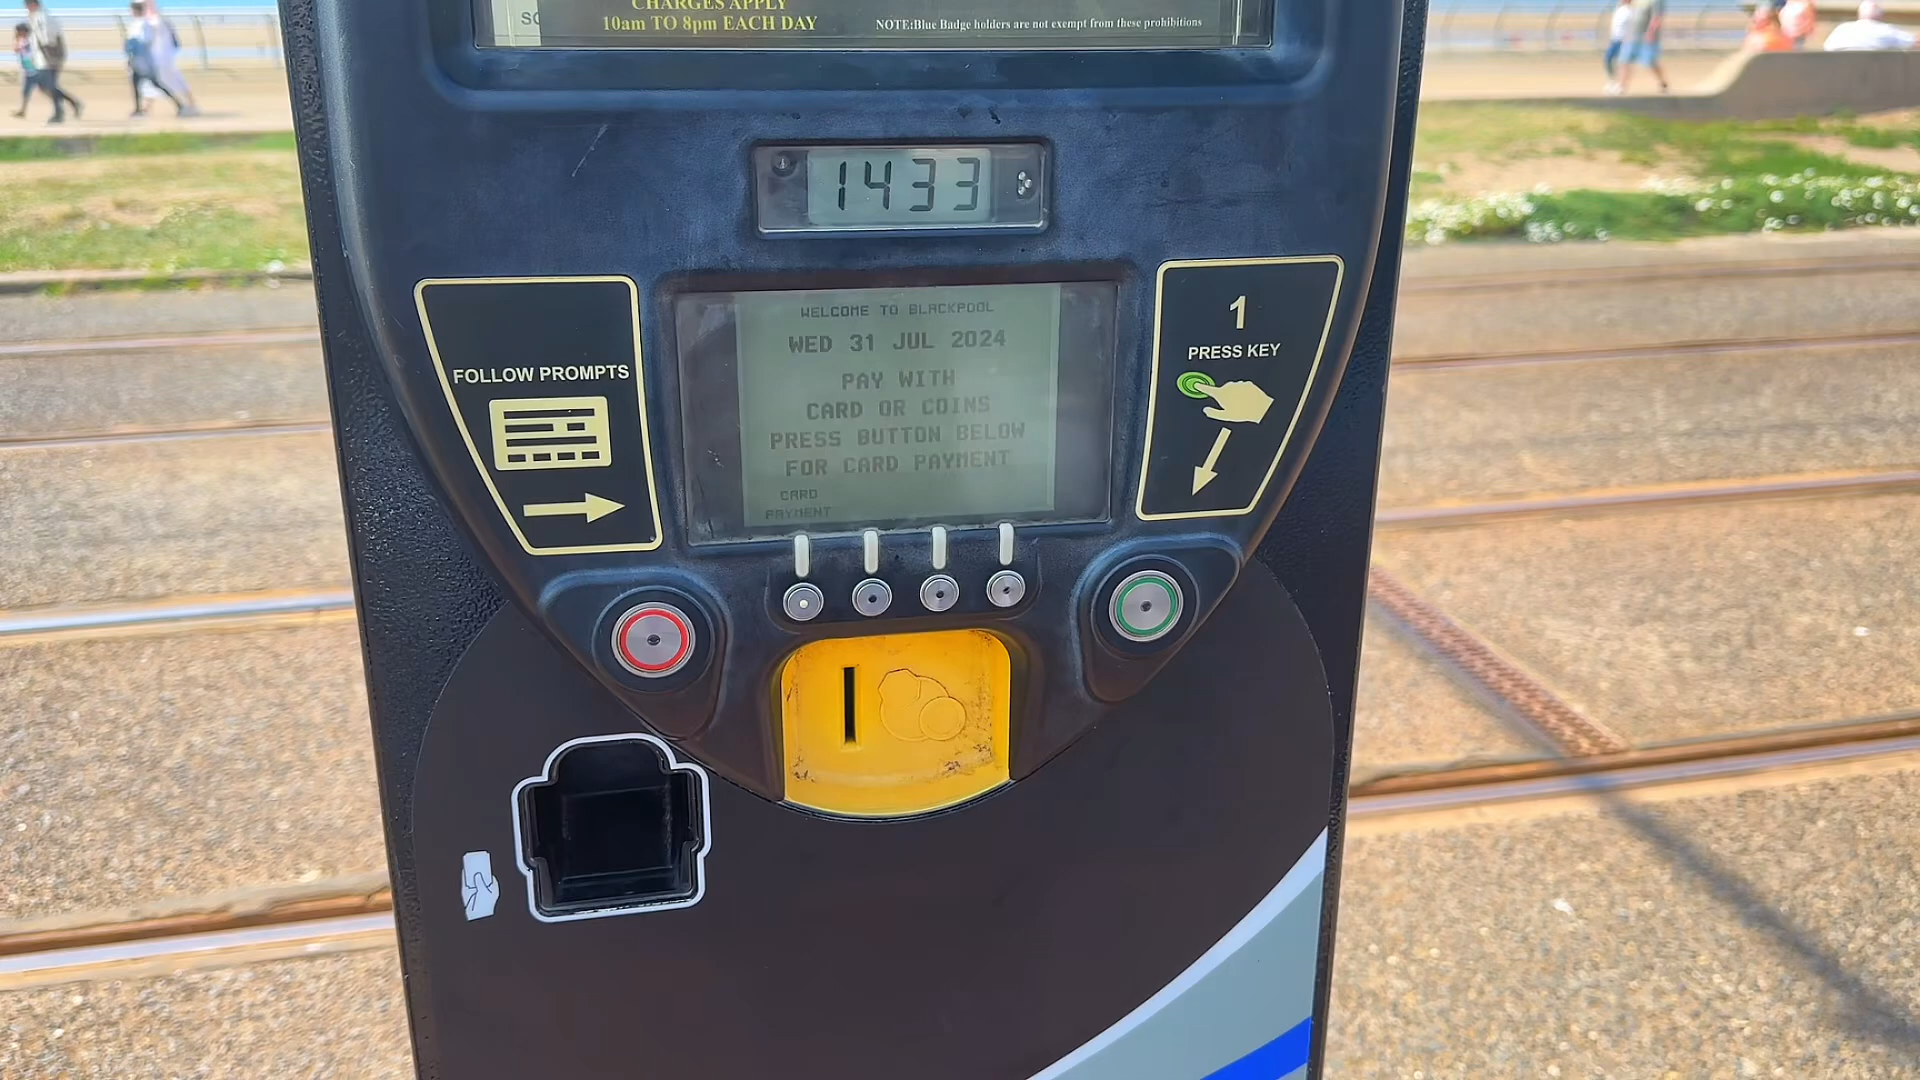 CHARGES APPLY
10am TO 8pm EACH DAY
NOTE:Blue Badge holders are not exempt from these prohibitions
1433
WELCOME TO BLACKPOOL
WED 31 JUL 2024
PAY WITH
CARD OR COINS
PRESS BUTTON BELOW
FOR CARD PAYMENT
CARD
PAYMENT
FOLLOW PROMPTS
1
PRESS KEY